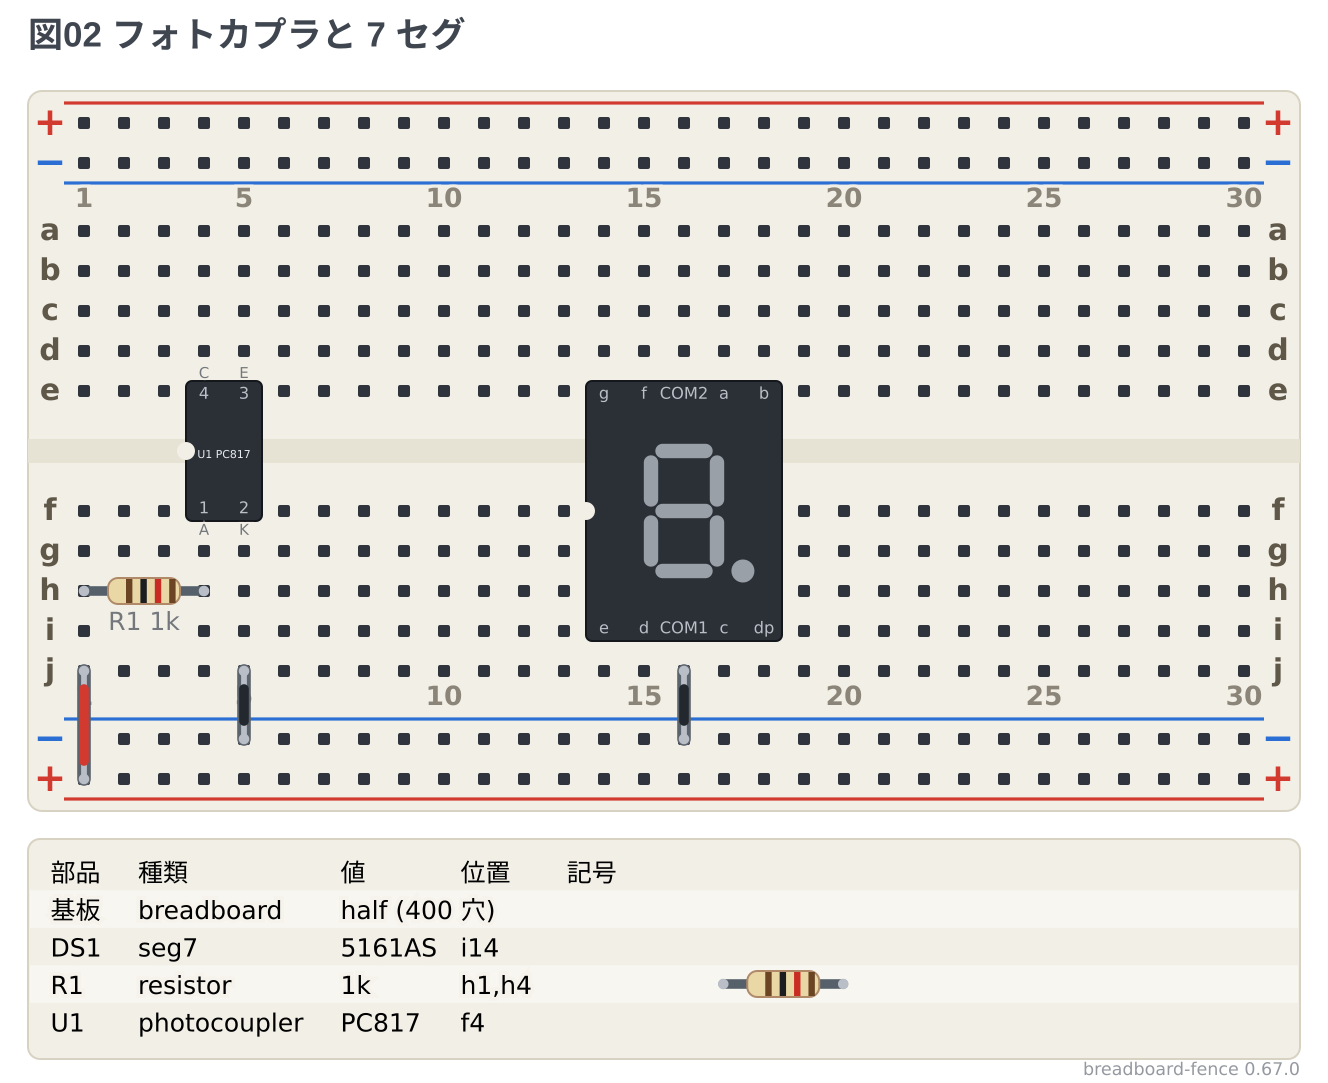 図02 フォトカプラと 7 セグ
+ +
− −
1 5 10 15 20 25 30
a a
b b
c c
d d
C E
e e
4 3
g f COM2 a b
U1 PC817
1 2
f f
A K
g g
h h
R1 1k
e d COM1 c dp
i i
j j
10 15 20 25 30
− −
+ +
部品 種類 値 位置 記号
基板 breadboard half (400 穴)
DS1 seg7 5161AS i14
R1 resistor 1k h1,h4
U1 photocoupler PC817 f4
breadboard-fence 0.67.0